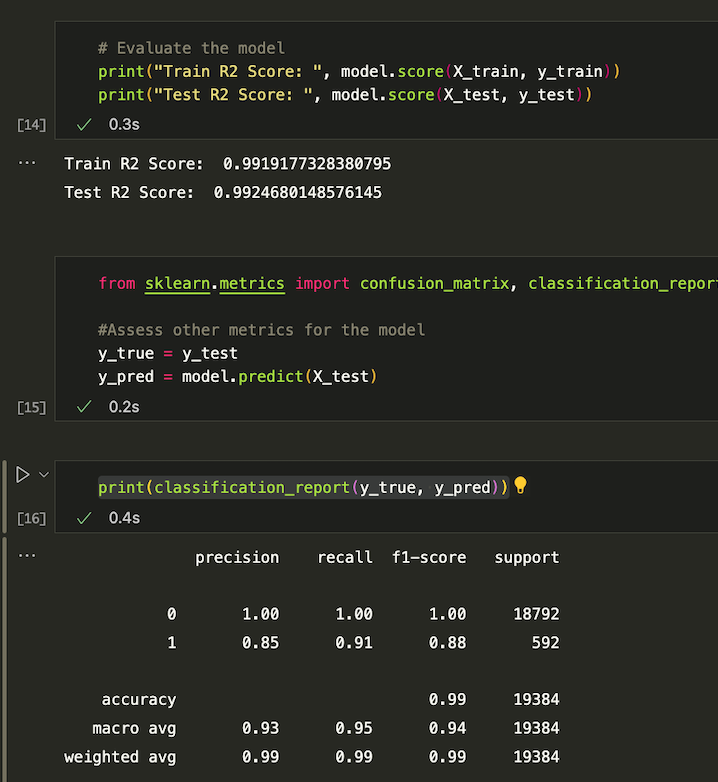 # Evaluate the model
print("Train R2 Score: ", model.score(X_train, y_train))
print("Test R2 Score: ", model.score(X_test, y_test))
[14] ✓ 0.3s
... Train R2 Score:  0.9919177328380795
Test R2 Score:  0.9924680148576145
from sklearn.metrics import confusion_matrix, classification_report
#Assess other metrics for the model
y_true = y_test
y_pred = model.predict(X_test)
[15] ✓ 0.2s
print(classification_report(y_true, y_pred))
[16] ✓ 0.4s
... precision recall f1-score support
0 1.00 1.00 1.00 18792
1 0.85 0.91 0.88 592
accuracy 0.99 19384
macro avg 0.93 0.95 0.94 19384
weighted avg 0.99 0.99 0.99 19384